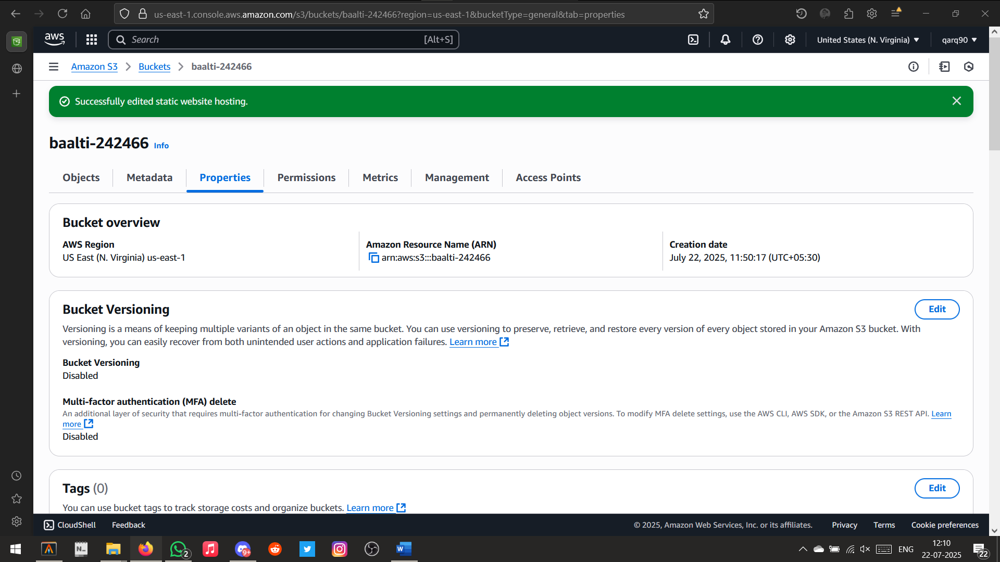 us-east-1.console.aws.amazon.com/s3/buckets/baalti-242466?region=us-east-1&bucketType=general&tab=properties
aws
Search
[Alt+S]
United States (N. Virginia)
qarq90
Amazon S3
Buckets
baalti-242466
Successfully edited static website hosting.
baalti-242466
Info
Objects
Metadata
Properties
Permissions
Metrics
Management
Access Points
Bucket overview
AWS Region
US East (N. Virginia) us-east-1
Amazon Resource Name (ARN)
arn:aws:s3:::baalti-242466
Creation date
July 22, 2025, 11:50:17 (UTC+05:30)
Bucket Versioning
Edit
Versioning is a means of keeping multiple variants of an object in the same bucket. You can use versioning to preserve, retrieve, and restore every version of every object stored in your Amazon S3 bucket. With
versioning, you can easily recover from both unintended user actions and application failures. Learn more
Bucket Versioning
Disabled
Multi-factor authentication (MFA) delete
An additional layer of security that requires multi-factor authentication for changing Bucket Versioning settings and permanently deleting object versions. To modify MFA delete settings, use the AWS CLI, AWS SDK, or the Amazon S3 REST API. Learn
more
Disabled
Tags (0)
Edit
You can use bucket tags to track storage costs and organize buckets. Learn more
CloudShell
Feedback
© 2025, Amazon Web Services, Inc. or its affiliates.
Privacy
Terms
Cookie preferences
N_
2
9+
W
ENG
12:10
22-07-2025
22